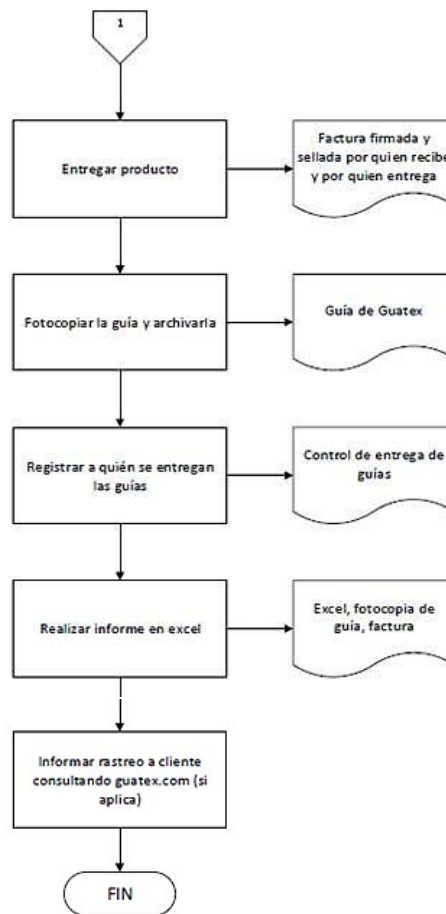 1
Entregar producto
Factura firmada y
sellada por quien recibe
y por quien entrega
Fotocopiar la guía y archivarla
Guía de Guatex
Registrar a quién se entregan
las guías
Control de entrega de
guías
Realizar informe en excel
Excel, fotocopia de
guía, factura
Informar rastreo a cliente
consultando guatex.com (si
aplica)
FIN